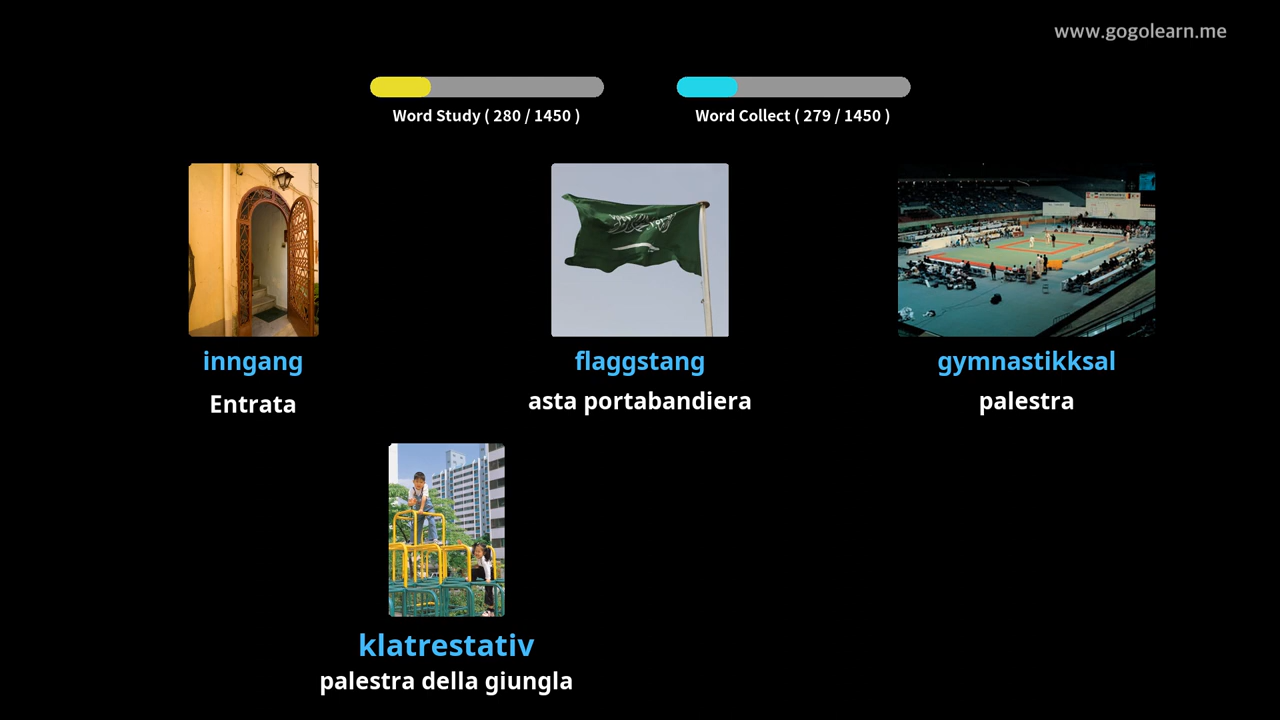 www.gogolearn.me
Word Study ( 280 / 1450 )
Word Collect ( 279 / 1450 )
inngang
flaggstang
gymnastikksal
Entrata
asta portabandiera
palestra
klatrestativ
palestra della giungla